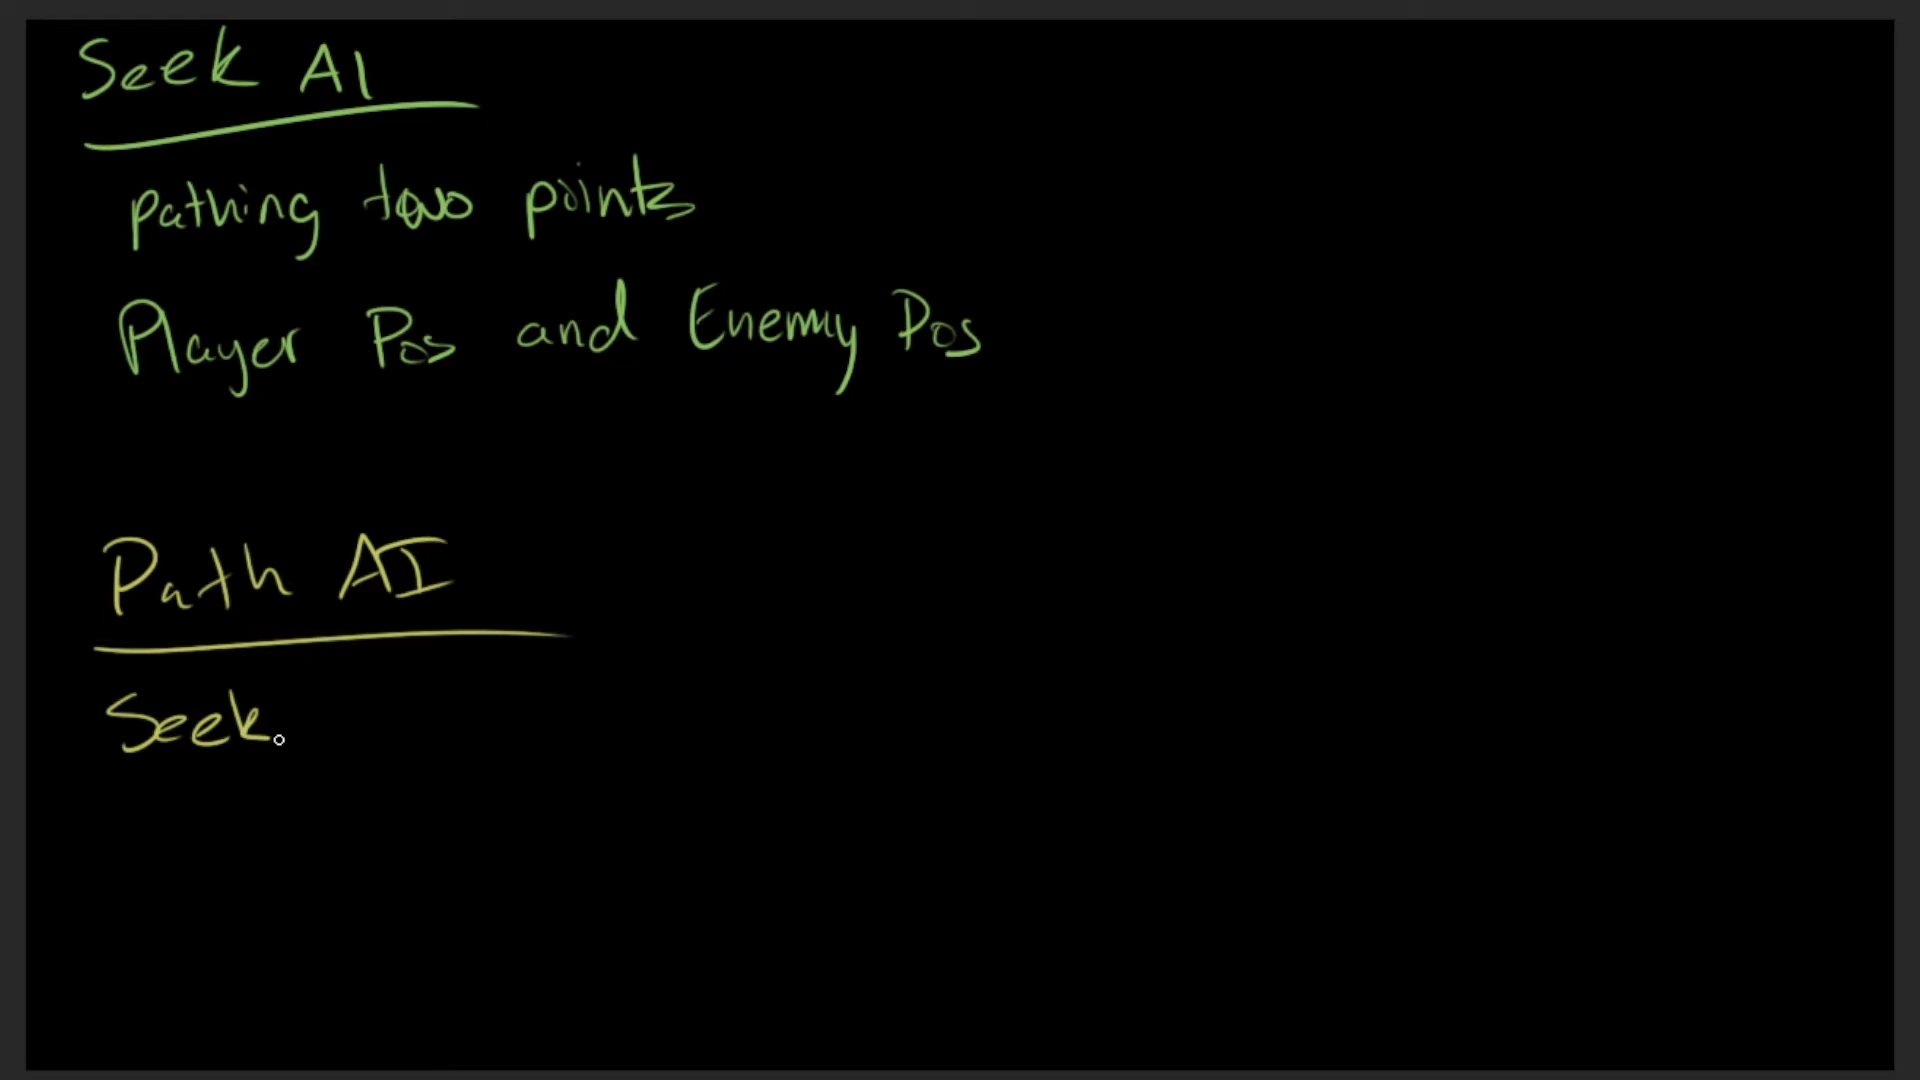 Seek AI
pathing two points
Player Pos and Enemy Pos
Path AI
Seek